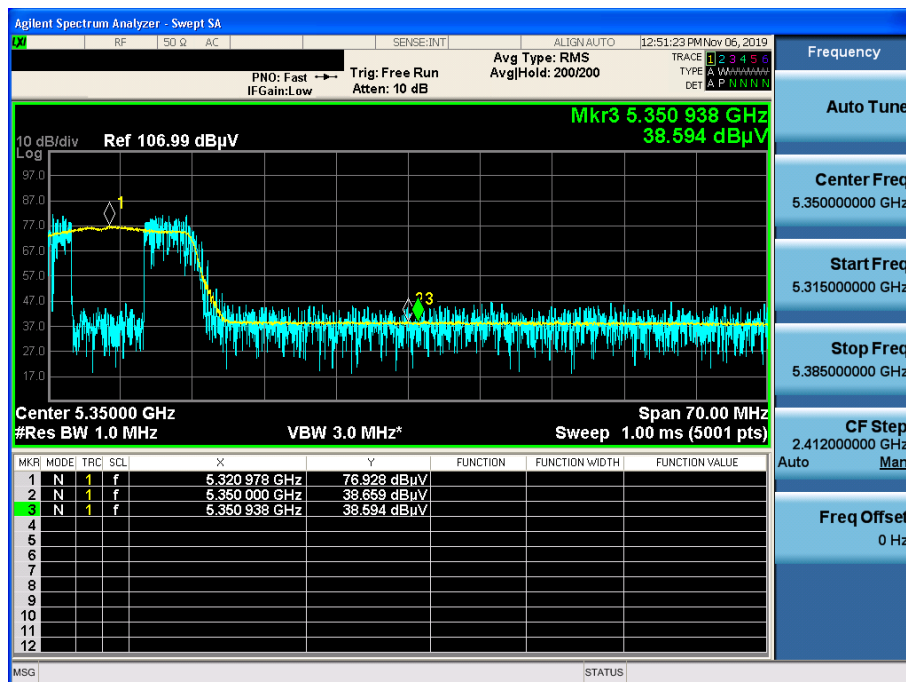 Agilent Spectrum Analyzer - Swept SA
LXI RF 50 Ω AC SENSE:INT ALIGN AUTO 12:51:23 PM Nov 06, 2019
PNO: Fast Trig: Free Run Avg Type: RMS TRACE 1 2 3 4 5 6
IFGain:Low Atten: 10 dB Avg|Hold: 200/200 TYPE A WWWWW
DET A P N N N N
Mkr3 5.350 938 GHz
38.594 dBµV
10 dB/div Ref 106.99 dBµV
Log
97.0
87.0
77.0
67.0
57.0
47.0
37.0
27.0
17.0
1
2 3
Center 5.35000 GHz Span 70.00 MHz
#Res BW 1.0 MHz VBW 3.0 MHz* Sweep 1.00 ms (5001 pts)
MKR MODE TRC SCL X Y FUNCTION FUNCTION WIDTH FUNCTION VALUE
1 N 1 f 5.320 978 GHz 76.928 dBµV
2 N 1 f 5.350 000 GHz 38.659 dBµV
3 N 1 f 5.350 938 GHz 38.594 dBµV
4
5
6
7
8
9
10
11
12
MSG STATUS
Frequency
Auto Tune
Center Freq
5.350000000 GHz
Start Freq
5.315000000 GHz
Stop Freq
5.385000000 GHz
CF Step
2.412000000 GHz
Auto Man
Freq Offset
0 Hz